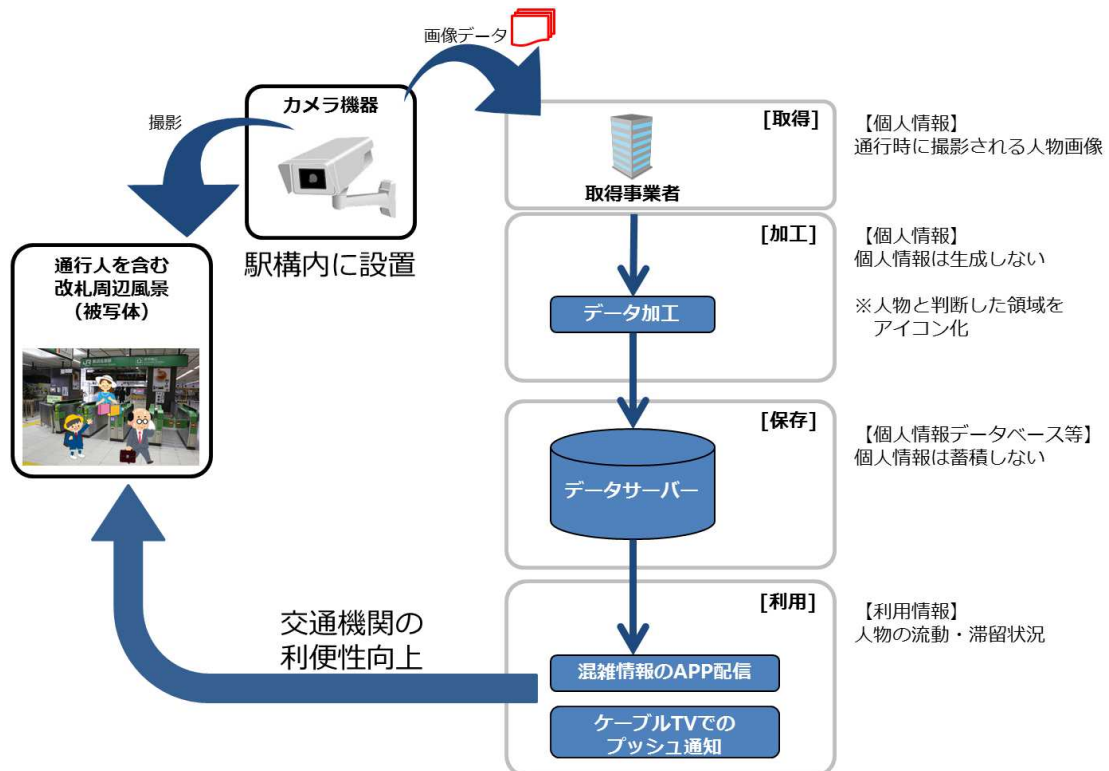 画像データ
撮影
カメラ機器
駅構内に設置
通行人を含む
改札周辺風景
（被写体）
[取得]
取得事業者
【個人情報】
通行時に撮影される人物画像
[加工]
データ加工
【個人情報】
個人情報は生成しない
※人物と判断した領域を
アイコン化
[保存]
データサーバー
【個人情報データベース等】
個人情報は蓄積しない
[利用]
混雑情報のAPP配信
ケーブルTVでの
プッシュ通知
【利用情報】
人物の流動・滞留状況
交通機関の
利便性向上